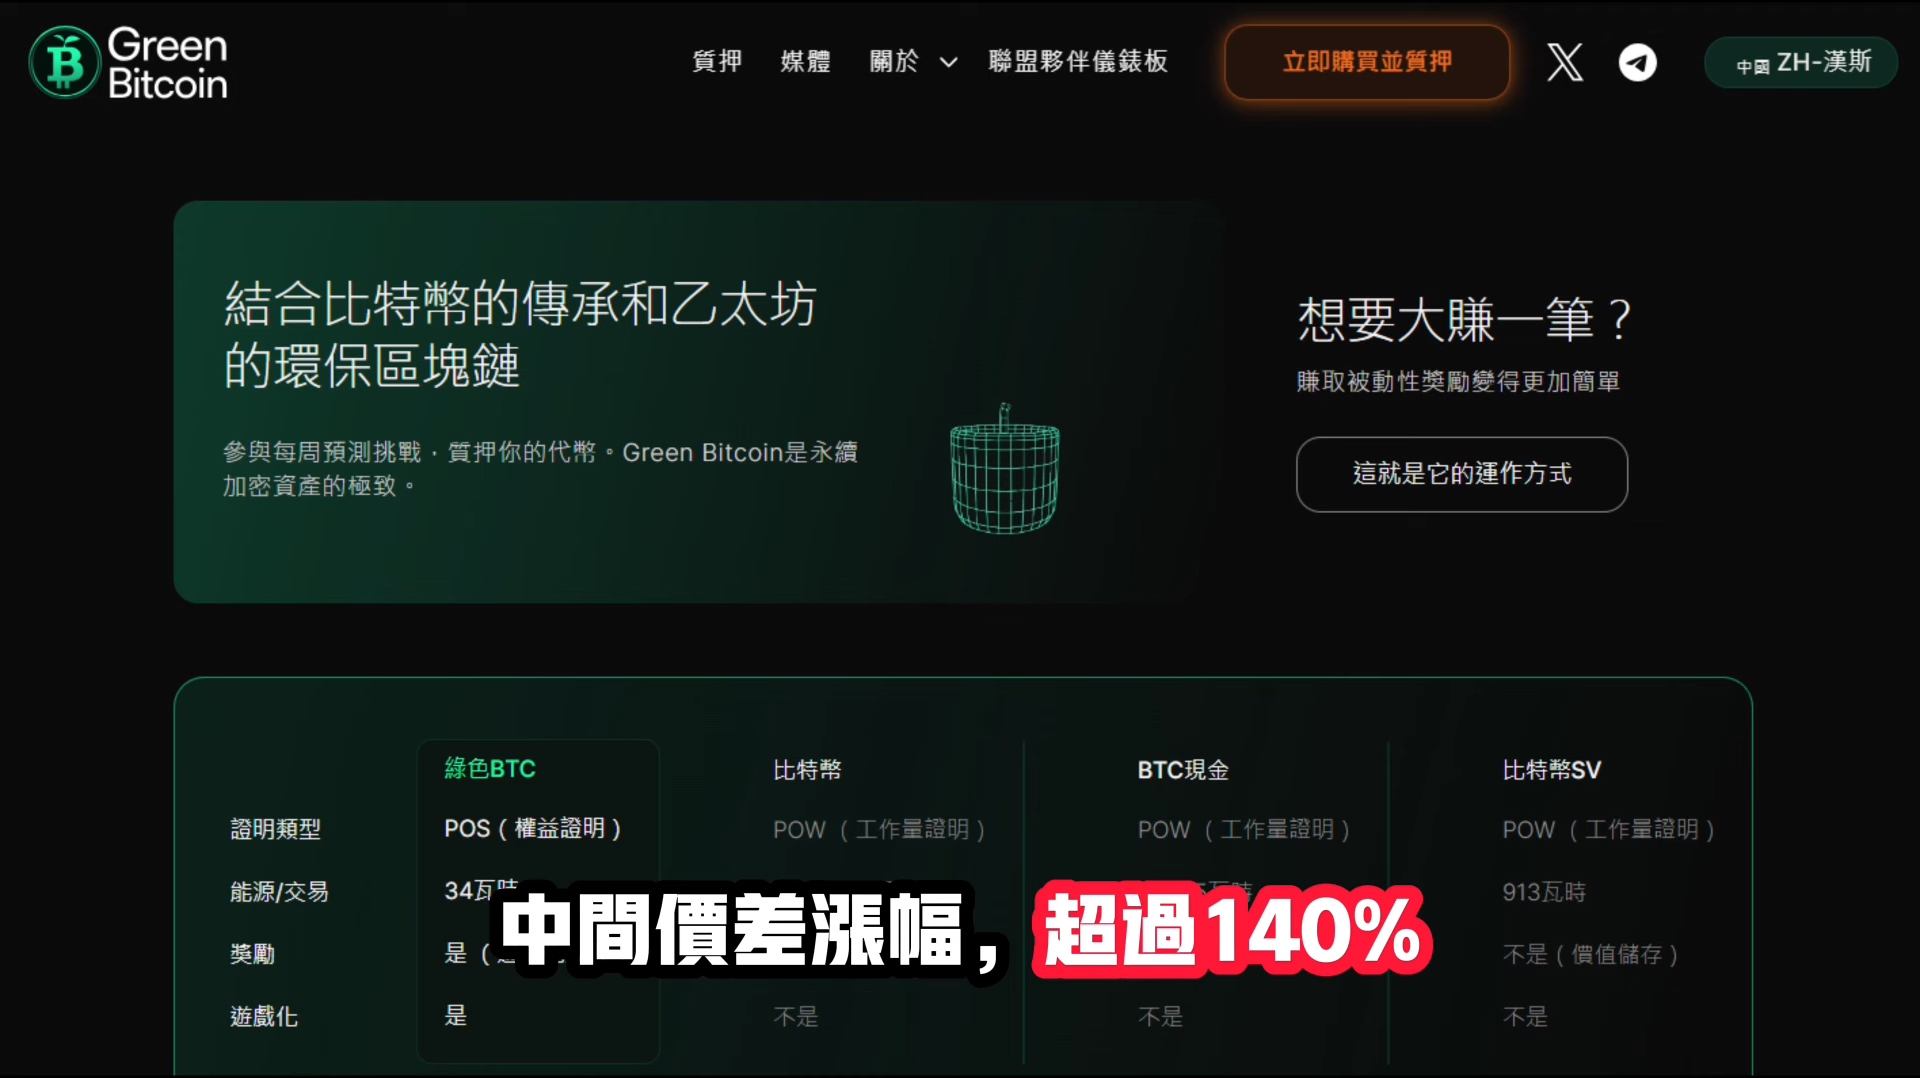 Green
Bitcoin
質押 媒體 關於 聯盟夥伴儀錶板 立即購買並質押 中國 ZH-漢斯
結合比特幣的傳承和乙太坊
的環保區塊鏈
參與每周預測挑戰，質押你的代幣。Green Bitcoin是永續
加密資產的極致。
想要大賺一筆？
賺取被動性獎勵變得更加簡單
這就是它的運作方式
綠色BTC 比特幣 BTC現金 比特幣SV
證明類型 POS（權益證明） POW （工作量證明） POW （工作量證明） POW （工作量證明）
能源/交易 34瓦時 913瓦時
獎勵 是 不是（價值儲存）
遊戲化 是 不是 不是 不是
中間價差漲幅，超過140%